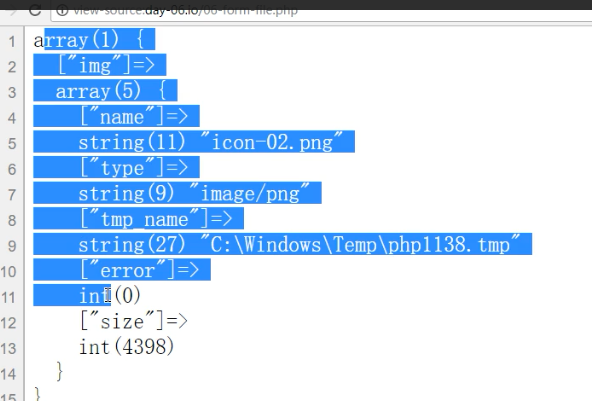 view-source:day-06.io/06-form-file.php
1 array(1) {
2 ["img"]=>
3 array(5) {
4 ["name"]=>
5 string(11) "icon-02.png"
6 ["type"]=>
7 string(9) "image/png"
8 ["tmp_name"]=>
9 string(27) "C:\Windows\Temp\php1138.tmp"
10 ["error"]=>
11 int(0)
12 ["size"]=>
13 int(4398)
14 }
15 }